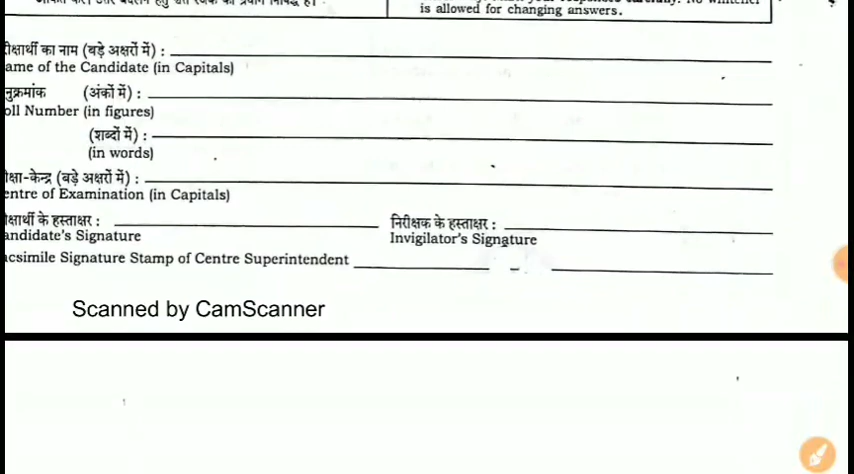 is allowed for changing answers.
क्षार्थी का नाम (बड़े अक्षरों में) :
ame of the Candidate (in Capitals)
नुक्रमांक (अंकों में) :
oll Number (in figures)
(शब्दों में) :
(in words)
क्षा-केन्द्र (बड़े अक्षरों में) :
entre of Examination (in Capitals)
क्षार्थी के हस्ताक्षर : निरीक्षक के हस्ताक्षर :
andidate's Signature Invigilator's Signature
acsimile Signature Stamp of Centre Superintendent
Scanned by CamScanner